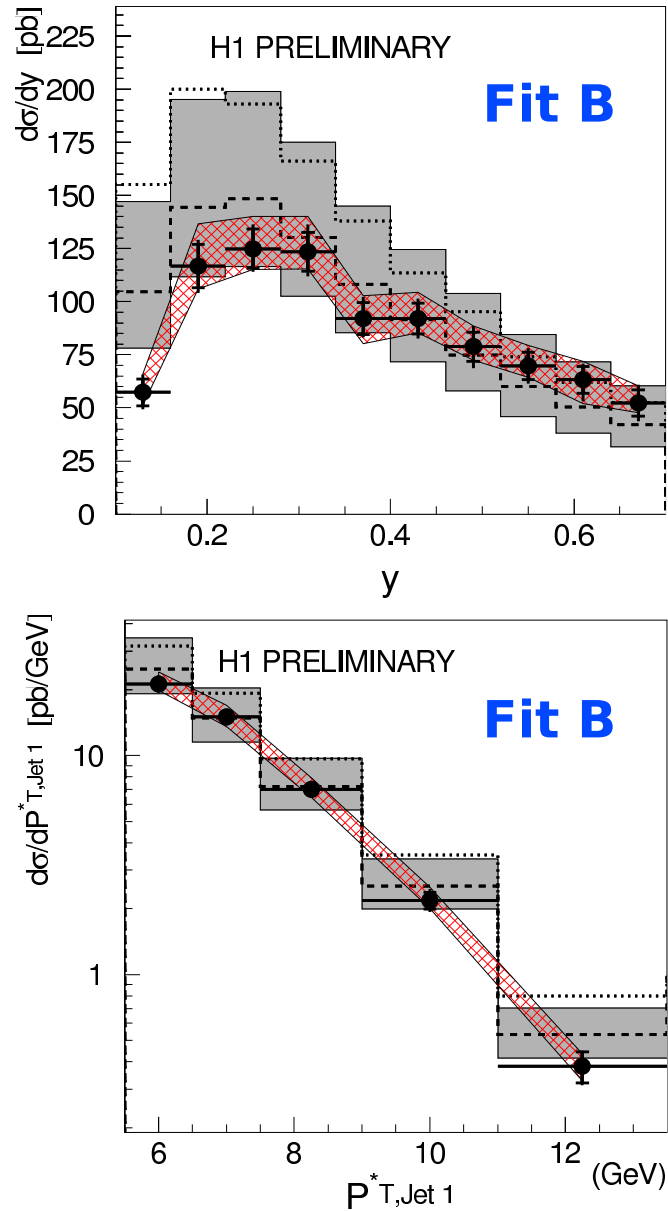 dσ/dy [pb]
H1 PRELIMINARY
Fit B
225
200
175
150
125
100
75
50
25
0
0.2 0.4 0.6
y
dσ/dP*T,Jet 1 [pb/GeV]
H1 PRELIMINARY
Fit B
10
1
6 8 10 12
(GeV)
P*T,Jet 1